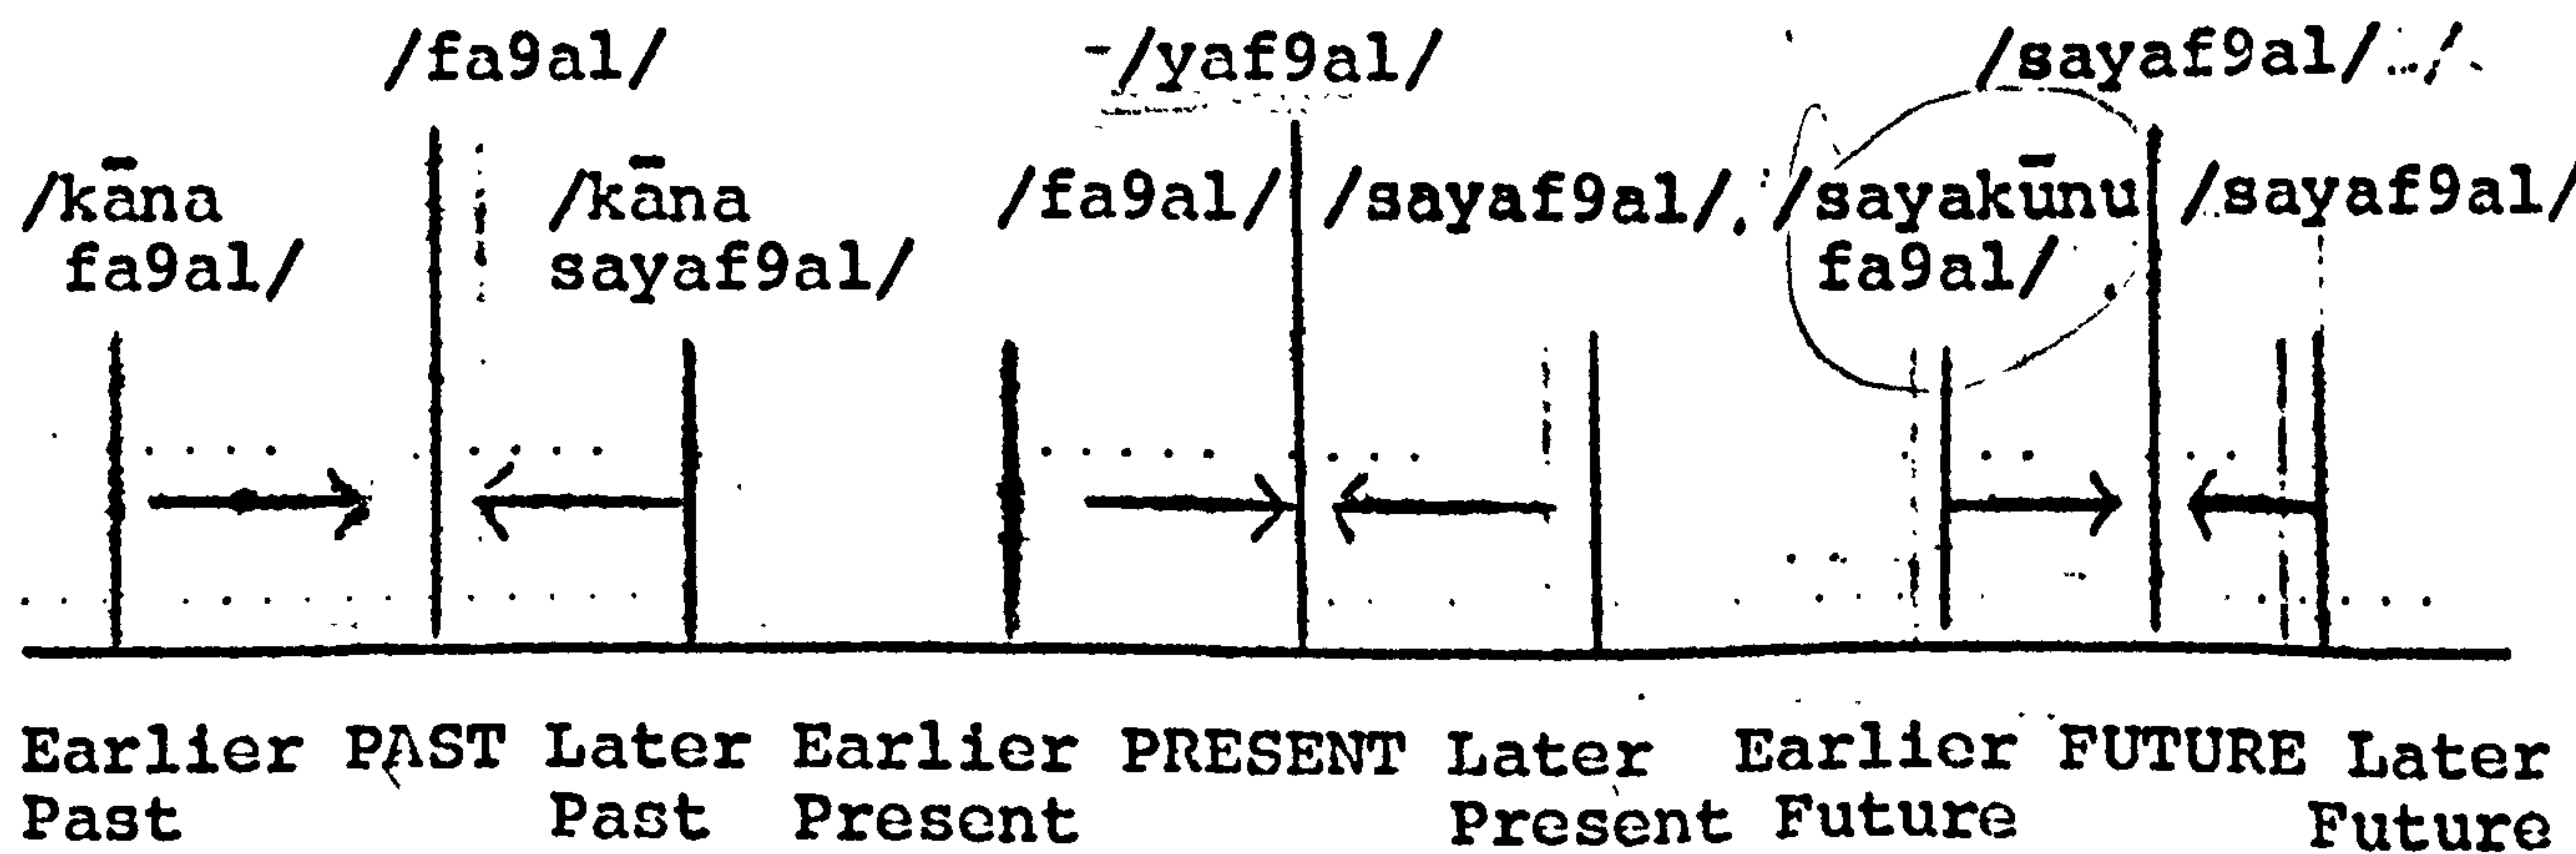 /fa9al/ -/yaf9al/ /sayaf9al/
/kāna /kāna /fa9al/ /sayaf9al/. /sayakūnu /sayaf9al/
fa9al/ sayaf9al/ fa9al/
Earlier PAST Later Earlier PRESENT Later Earlier FUTURE Later
Past Past Present Present Future Future